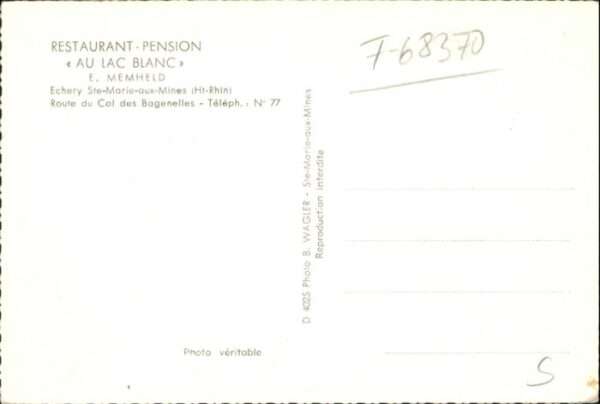 RESTAURANT - PENSION
« AU LAC BLANC »
E. MEMHELD
Echery Ste-Marie-aux-Mines (Ht-Rhin)
Route du Col des Bagenelles - Téléph. : N° 77
F-68370
D 4025 Photo B. WAGLER - Ste-Marie-aux-Mines
Reproduction interdite
Photo véritable
S